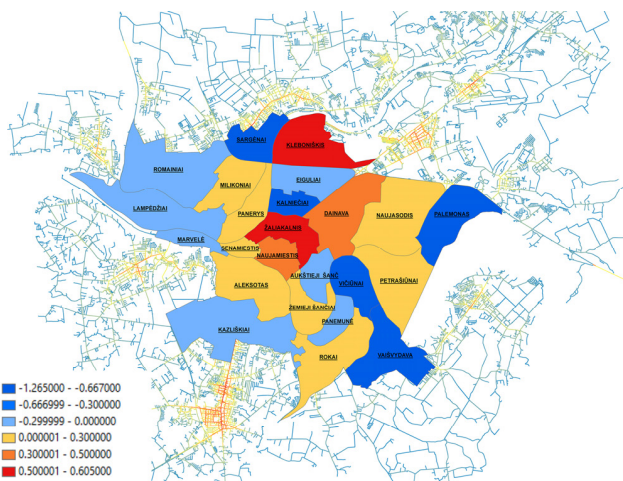 SARGĖNAI
KLEBONIŠKIS
ROMAINIAI
EIGULIAI
MILIKONIAI
KALNIEČIAI
LAMPĖDŽIAI
PANERYS
DAINAVA
NAUJASODIS
PALEMONAS
ŽALIAKALNIS
MARVELĖ
SENAMIESTIS
NAUJAMIESTIS
AUKŠTIEJI ŠANČ
ALEKSOTAS
VIČIŪNAI
PETRAŠIŪNAI
ŽEMIEJI ŠANČIAI
PANEMUNĖ
KAZLIŠKIAI
ROKAI
VAIŠVYDAVA
-1.265000 - -0.667000
-0.666999 - -0.300000
-0.299999 - 0.000000
0.000001 - 0.300000
0.300001 - 0.500000
0.500001 - 0.605000